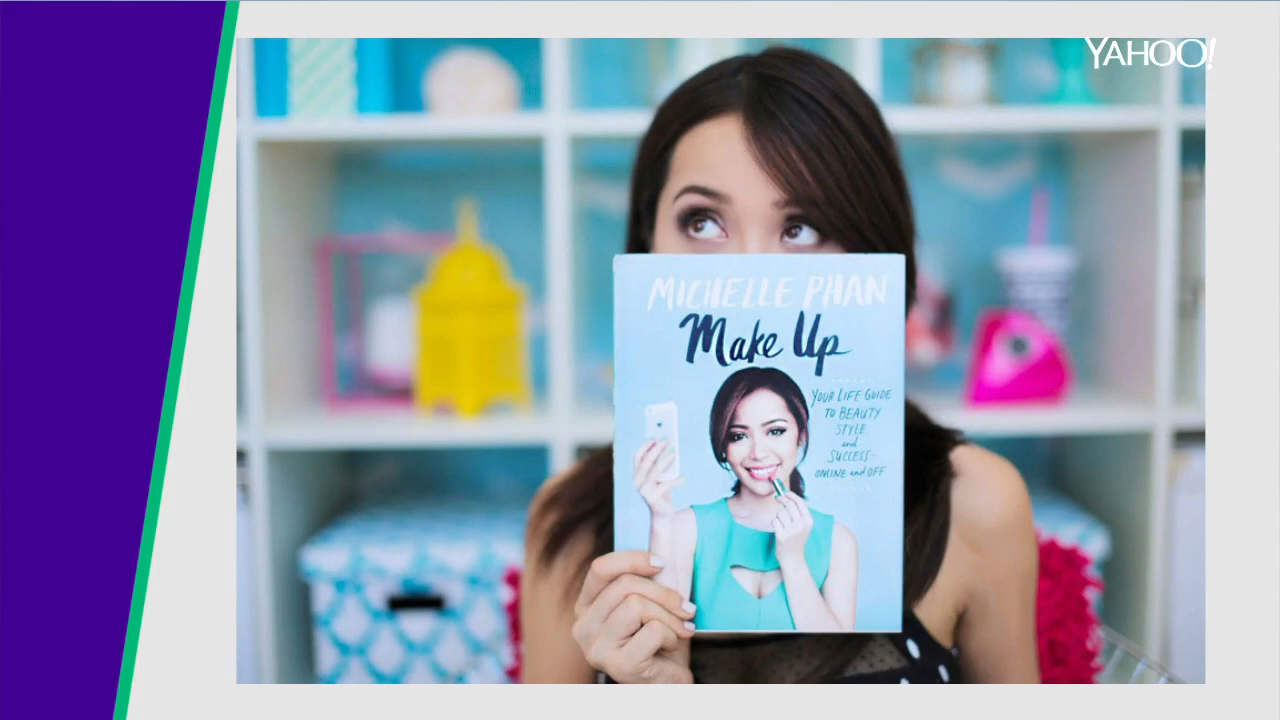 YAHOO!
MICHELLE PHAN
Make Up
YOUR LIFE GUIDE
TO BEAUTY
STYLE
and
SUCCESS-
ONLINE and OFF